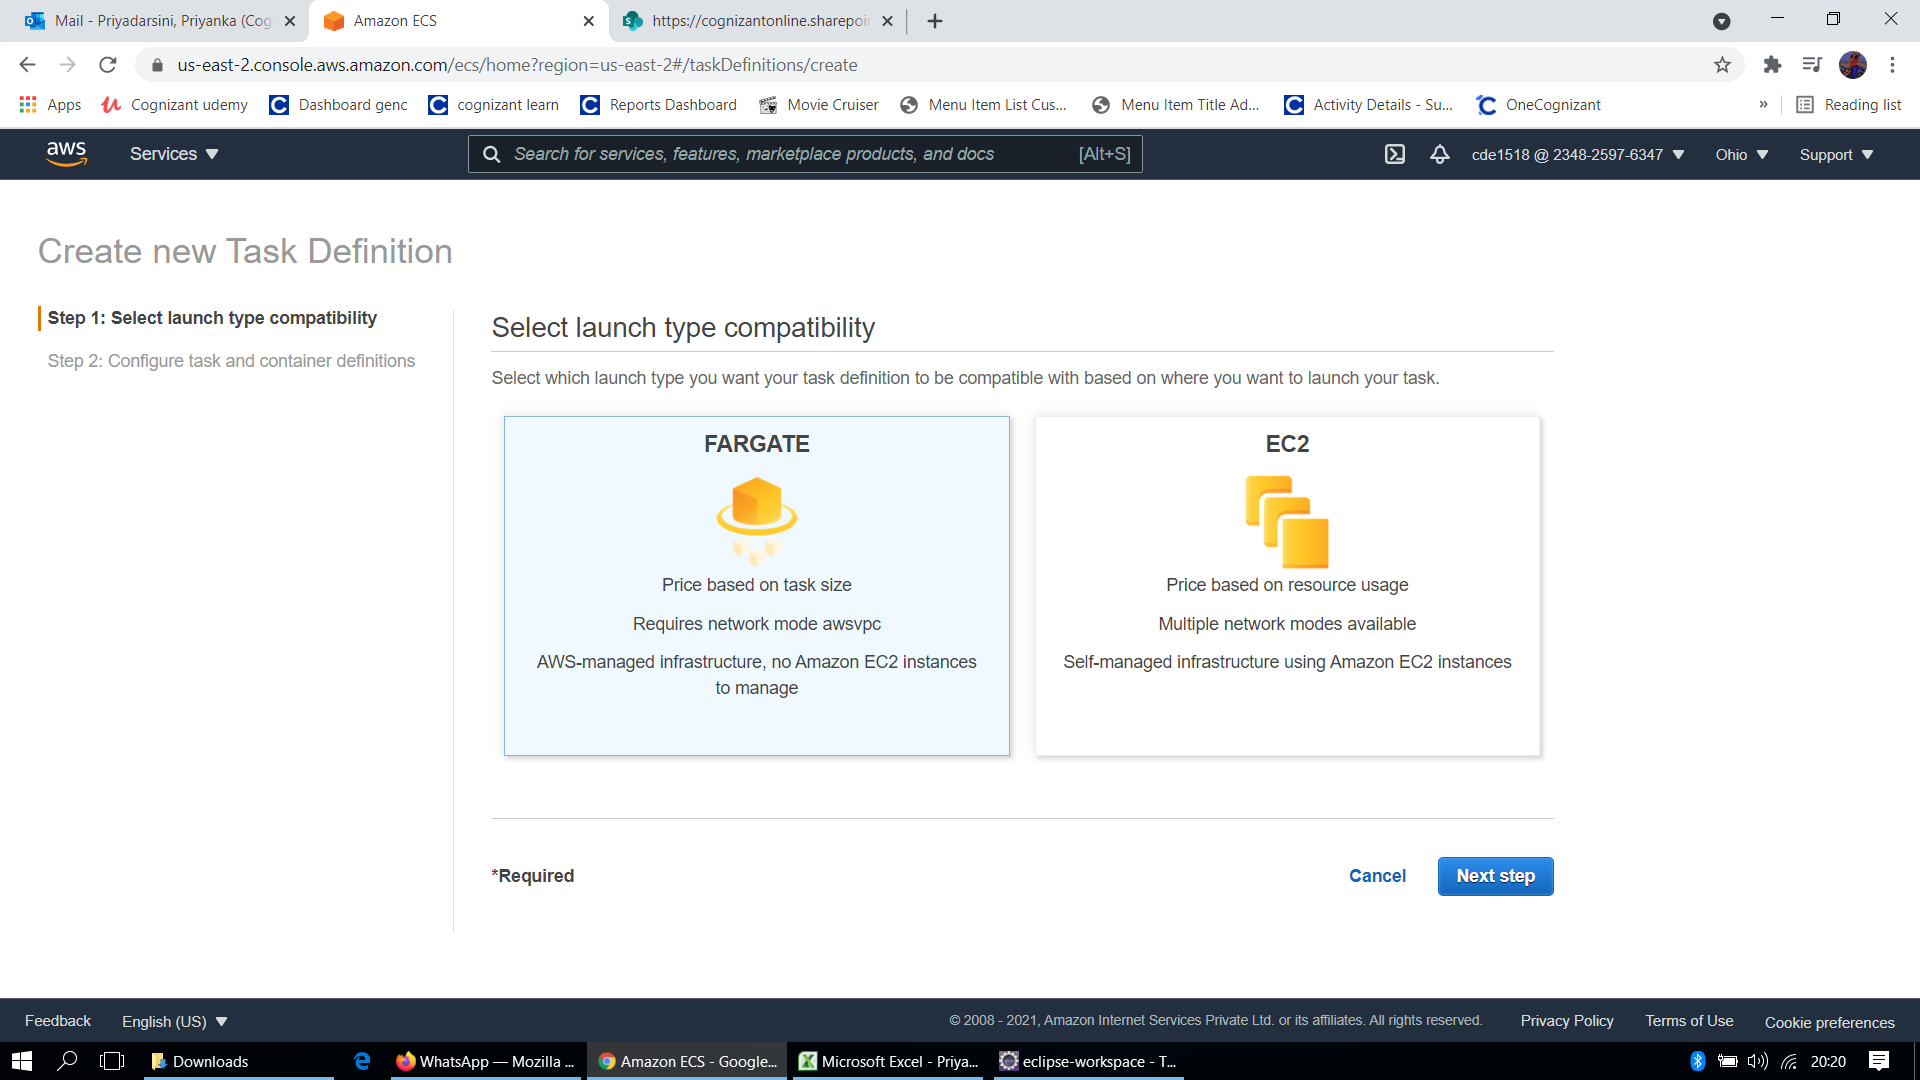 Mail - Priyadarsini, Priyanka (Cog
Amazon ECS
https://cognizantonline.sharepoin
us-east-2.console.aws.amazon.com/ecs/home?region=us-east-2#/taskDefinitions/create
Apps
Cognizant udemy
Dashboard genc
cognizant learn
Reports Dashboard
Movie Cruiser
Menu Item List Cus...
Menu Item Title Ad...
Activity Details - Su...
OneCognizant
»
Reading list
aws
Services
Search for services, features, marketplace products, and docs
[Alt+S]
cde1518 @ 2348-2597-6347
Ohio
Support
Create new Task Definition
Step 1: Select launch type compatibility
Step 2: Configure task and container definitions
Select launch type compatibility
Select which launch type you want your task definition to be compatible with based on where you want to launch your task.
FARGATE
Price based on task size
Requires network mode awsvpc
AWS-managed infrastructure, no Amazon EC2 instances
to manage
EC2
Price based on resource usage
Multiple network modes available
Self-managed infrastructure using Amazon EC2 instances
*Required
Cancel
Next step
Feedback
English (US)
© 2008 - 2021, Amazon Internet Services Private Ltd. or its affiliates. All rights reserved.
Privacy Policy
Terms of Use
Cookie preferences
Downloads
WhatsApp — Mozilla ...
Amazon ECS - Google...
Microsoft Excel - Priya...
eclipse-workspace - T...
20:20